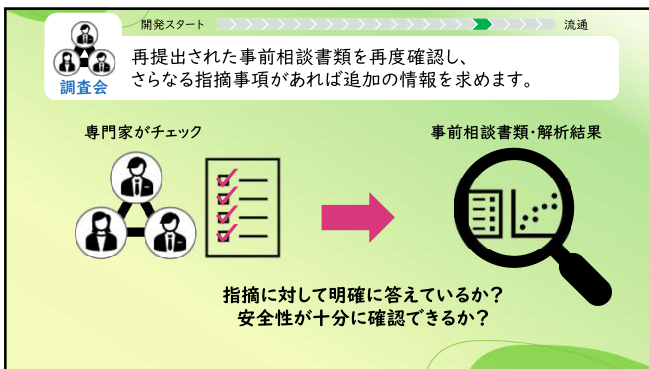 開発スタート
流通
調査会
再提出された事前相談書類を再度確認し、
さらなる指摘事項があれば追加の情報を求めます。
専門家がチェック
事前相談書類・解析結果
指摘に対して明確に答えているか？
安全性が十分に確認できるか？